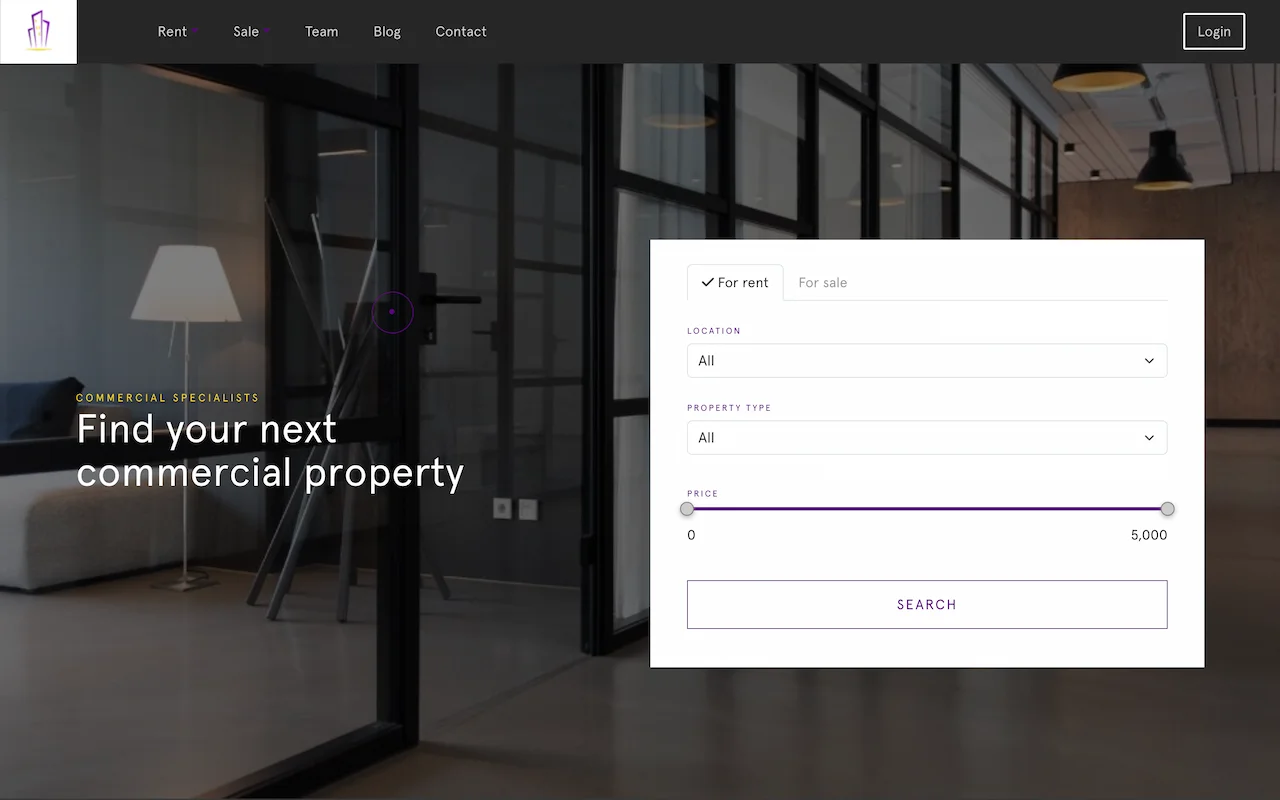 Rent
Sale
Team
Blog
Contact
Login
COMMERCIAL SPECIALISTS
Find your next
commercial property
For rent
For sale
LOCATION
All
PROPERTY TYPE
All
PRICE
0
5,000
SEARCH